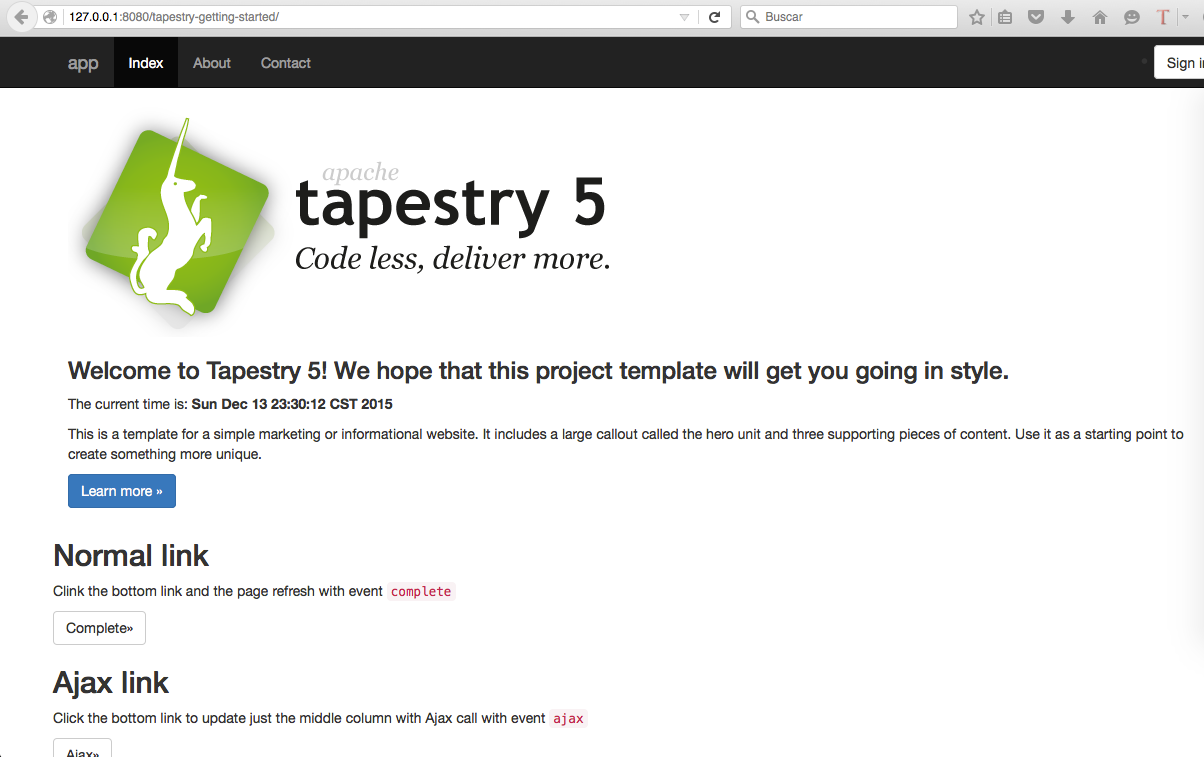 127.0.0.1:8080/tapestry-getting-started/
Buscar
app Index About Contact
Sign i
apache
tapestry 5
Code less, deliver more.
Welcome to Tapestry 5! We hope that this project template will get you going in style.
The current time is: Sun Dec 13 23:30:12 CST 2015
This is a template for a simple marketing or informational website. It includes a large callout called the hero unit and three supporting pieces of content. Use it as a starting point to
create something more unique.
Learn more »
Normal link
Clink the bottom link and the page refresh with event complete
Complete»
Ajax link
Click the bottom link to update just the middle column with Ajax call with event ajax
Ajax»